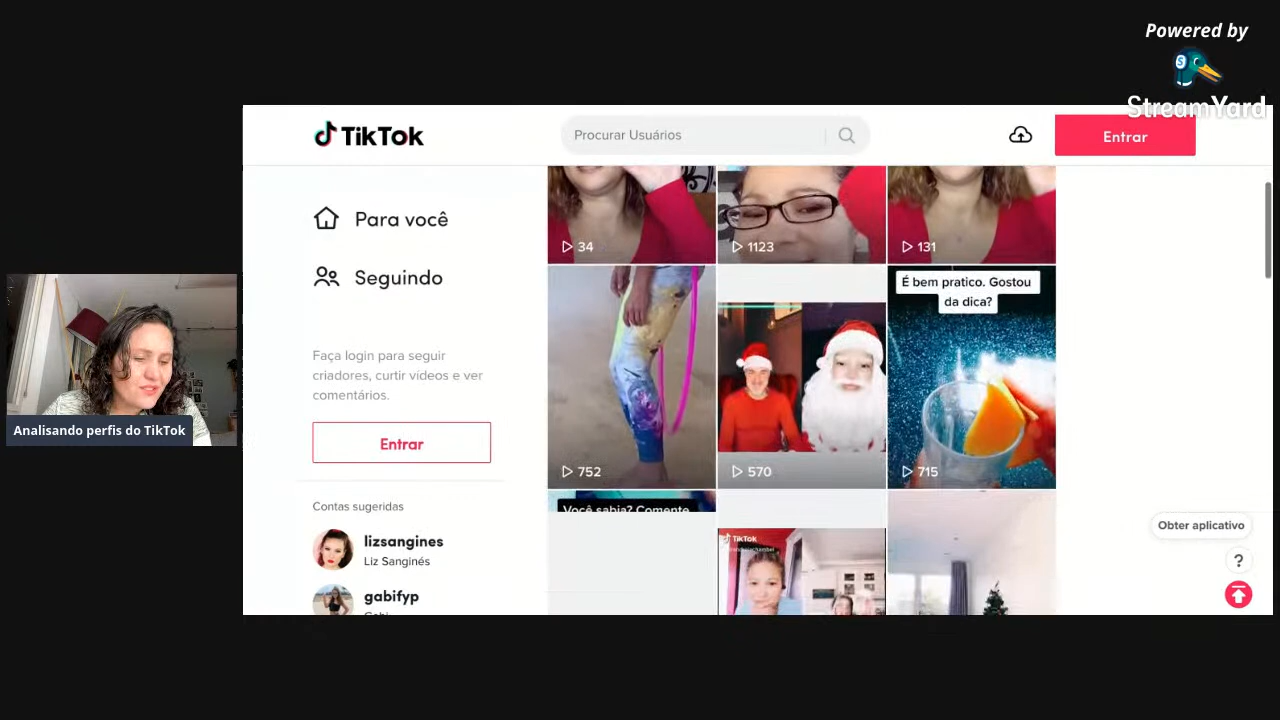 Powered by
StreamYard
TikTok
Procurar Usuários
Entrar
Para você
Seguindo
Faça login para seguir
criadores, curtir vídeos e ver
comentários.
Entrar
Contas sugeridas
lizsangines
Liz Sanginés
gabifyp
34
1123
131
752
570
É bem pratico. Gostou
da dica?
715
Você sabia? Comente
TikTok
Obter aplicativo
?
Analisando perfis do TikTok